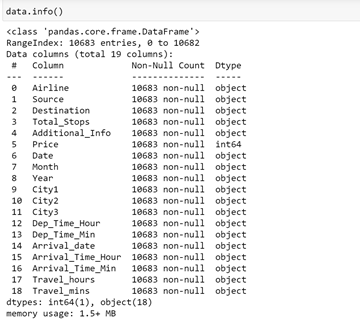 data.info()
<class 'pandas.core.frame.DataFrame'>
RangeIndex: 10683 entries, 0 to 10682
Data columns (total 19 columns):
 #   Column            Non-Null Count  Dtype
---  ------            --------------  -----
 0   Airline           10683 non-null  object
 1   Source            10683 non-null  object
 2   Destination       10683 non-null  object
 3   Total_Stops       10683 non-null  object
 4   Additional_Info   10683 non-null  object
 5   Price             10683 non-null  int64
 6   Date              10683 non-null  object
 7   Month             10683 non-null  object
 8   Year              10683 non-null  object
 9   City1             10683 non-null  object
 10  City2             10683 non-null  object
 11  City3             10683 non-null  object
 12  Dep_Time_Hour     10683 non-null  object
 13  Dep_Time_Min      10683 non-null  object
 14  Arrival_date      10683 non-null  object
 15  Arrival_Time_Hour 10683 non-null  object
 16  Arrival_Time_Min  10683 non-null  object
 17  Travel_hours      10683 non-null  object
 18  Travel_mins       10683 non-null  object
dtypes: int64(1), object(18)
memory usage: 1.5+ MB